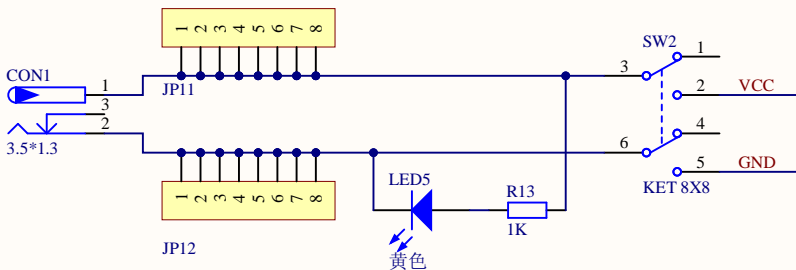 1 2 3 4 5 6 7 8
JP11
CON1
1
3
2
3.5*1.3
1 2 3 4 5 6 7 8
JP12
LED5
黄色
R13
1K
SW2
1
3
2
VCC
4
6
5
GND
KET 8X8